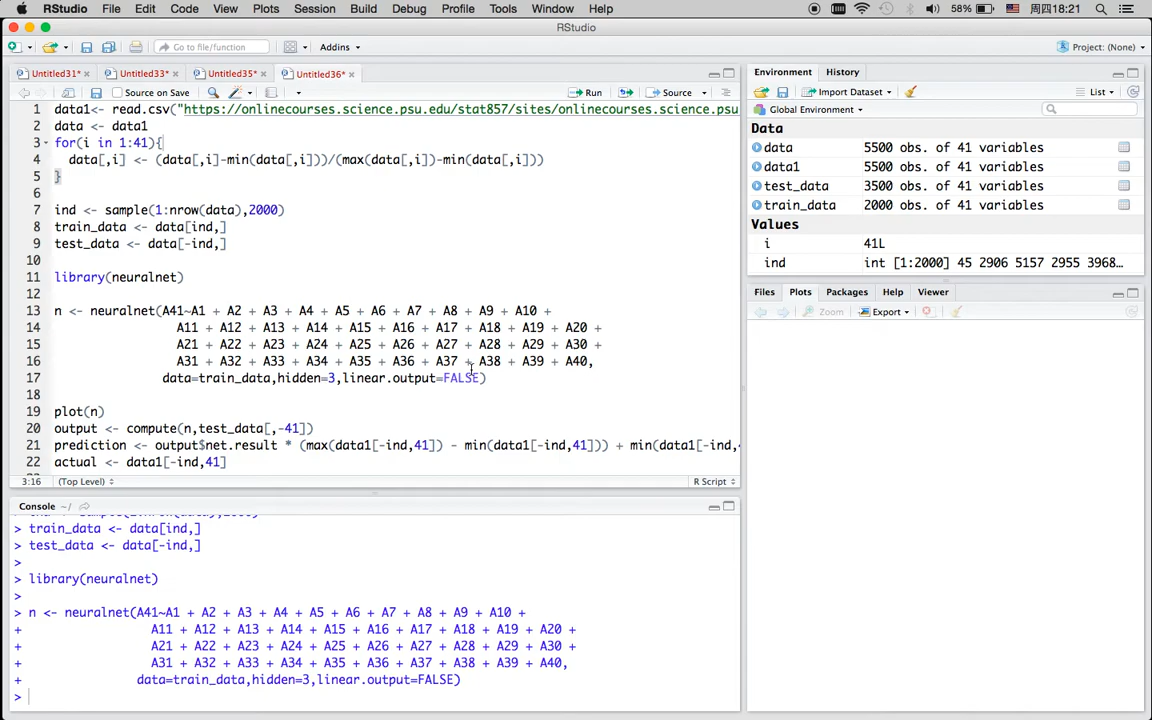 RStudio File Edit Code View Plots Session Build Debug Profile Tools Window Help 58% 周四18:21
RStudio
Go to file/function Addins Project: (None)
Untitled31* Untitled33* Untitled35* Untitled36*
Source on Save Run Source
1 data1<- read.csv("https://onlinecourses.science.psu.edu/stat857/sites/onlinecourses.science.psu
2 data <- data1
3 for(i in 1:41){
4 data[,i] <- (data[,i]-min(data[,i]))/(max(data[,i])-min(data[,i]))
5 }
6
7 ind <- sample(1:nrow(data),2000)
8 train_data <- data[ind,]
9 test_data <- data[-ind,]
10
11 library(neuralnet)
12
13 n <- neuralnet(A41~A1 + A2 + A3 + A4 + A5 + A6 + A7 + A8 + A9 + A10 +
14 A11 + A12 + A13 + A14 + A15 + A16 + A17 + A18 + A19 + A20 +
15 A21 + A22 + A23 + A24 + A25 + A26 + A27 + A28 + A29 + A30 +
16 A31 + A32 + A33 + A34 + A35 + A36 + A37 + A38 + A39 + A40,
17 data=train_data,hidden=3,linear.output=FALSE)
18
19 plot(n)
20 output <- compute(n,test_data[,-41])
21 prediction <- output$net.result * (max(data1[-ind,41]) - min(data1[-ind,41])) + min(data1[-ind,4
22 actual <- data1[-ind,41]
3:16 (Top Level) R Script
Console ~/
> train_data <- data[ind,]
> test_data <- data[-ind,]
>
> library(neuralnet)
>
> n <- neuralnet(A41~A1 + A2 + A3 + A4 + A5 + A6 + A7 + A8 + A9 + A10 +
+ A11 + A12 + A13 + A14 + A15 + A16 + A17 + A18 + A19 + A20 +
+ A21 + A22 + A23 + A24 + A25 + A26 + A27 + A28 + A29 + A30 +
+ A31 + A32 + A33 + A34 + A35 + A36 + A37 + A38 + A39 + A40,
+ data=train_data,hidden=3,linear.output=FALSE)
>
Environment History
Import Dataset List
Global Environment
Data
data 5500 obs. of 41 variables
data1 5500 obs. of 41 variables
test_data 3500 obs. of 41 variables
train_data 2000 obs. of 41 variables
Values
i 41L
ind int [1:2000] 45 2906 5157 2955 3968…
Files Plots Packages Help Viewer
Zoom Export